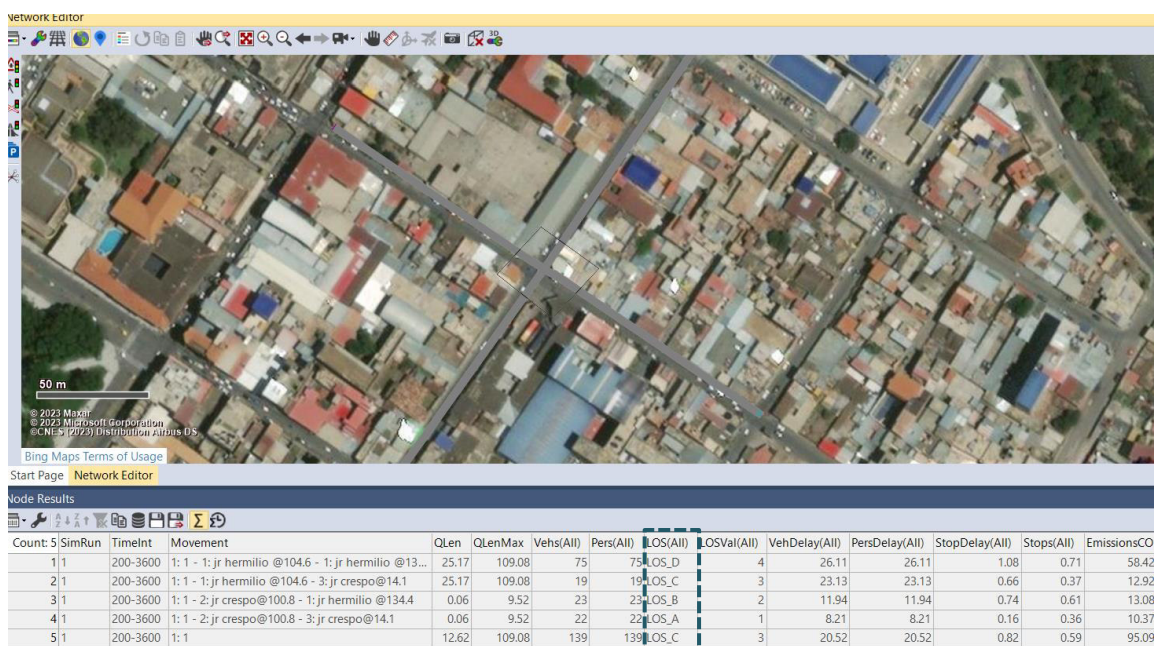 Network Editor
3D
P
50 m
© 2023 Maxar
© 2023 Microsoft Corporation
©CNES (2023) Distribution Airbus DS
Bing Maps Terms of Usage
Start Page Network Editor
Node Results
Count: 5 SimRun TimeInt Movement QLen QLenMax Vehs(All) Pers(All) LOS(All) LOSVal(All) VehDelay(All) PersDelay(All) StopDelay(All) Stops(All) EmissionsCO
1 1 200-3600 1: 1 - 1: jr hermilio @104.6 - 1: jr hermilio @13... 25.17 109.08 75 75 LOS_D 4 26.11 26.11 1.08 0.71 58.42
2 1 200-3600 1: 1 - 1: jr hermilio @104.6 - 3: jr crespo@14.1 25.17 109.08 19 19 LOS_C 3 23.13 23.13 0.66 0.37 12.92
3 1 200-3600 1: 1 - 2: jr crespo@100.8 - 1: jr hermilio @134.4 0.06 9.52 23 23 LOS_B 2 11.94 11.94 0.74 0.61 13.08
4 1 200-3600 1: 1 - 2: jr crespo@100.8 - 3: jr crespo@14.1 0.06 9.52 22 22 LOS_A 1 8.21 8.21 0.16 0.36 10.37
5 1 200-3600 1: 1 12.62 109.08 139 139 LOS_C 3 20.52 20.52 0.82 0.59 95.09